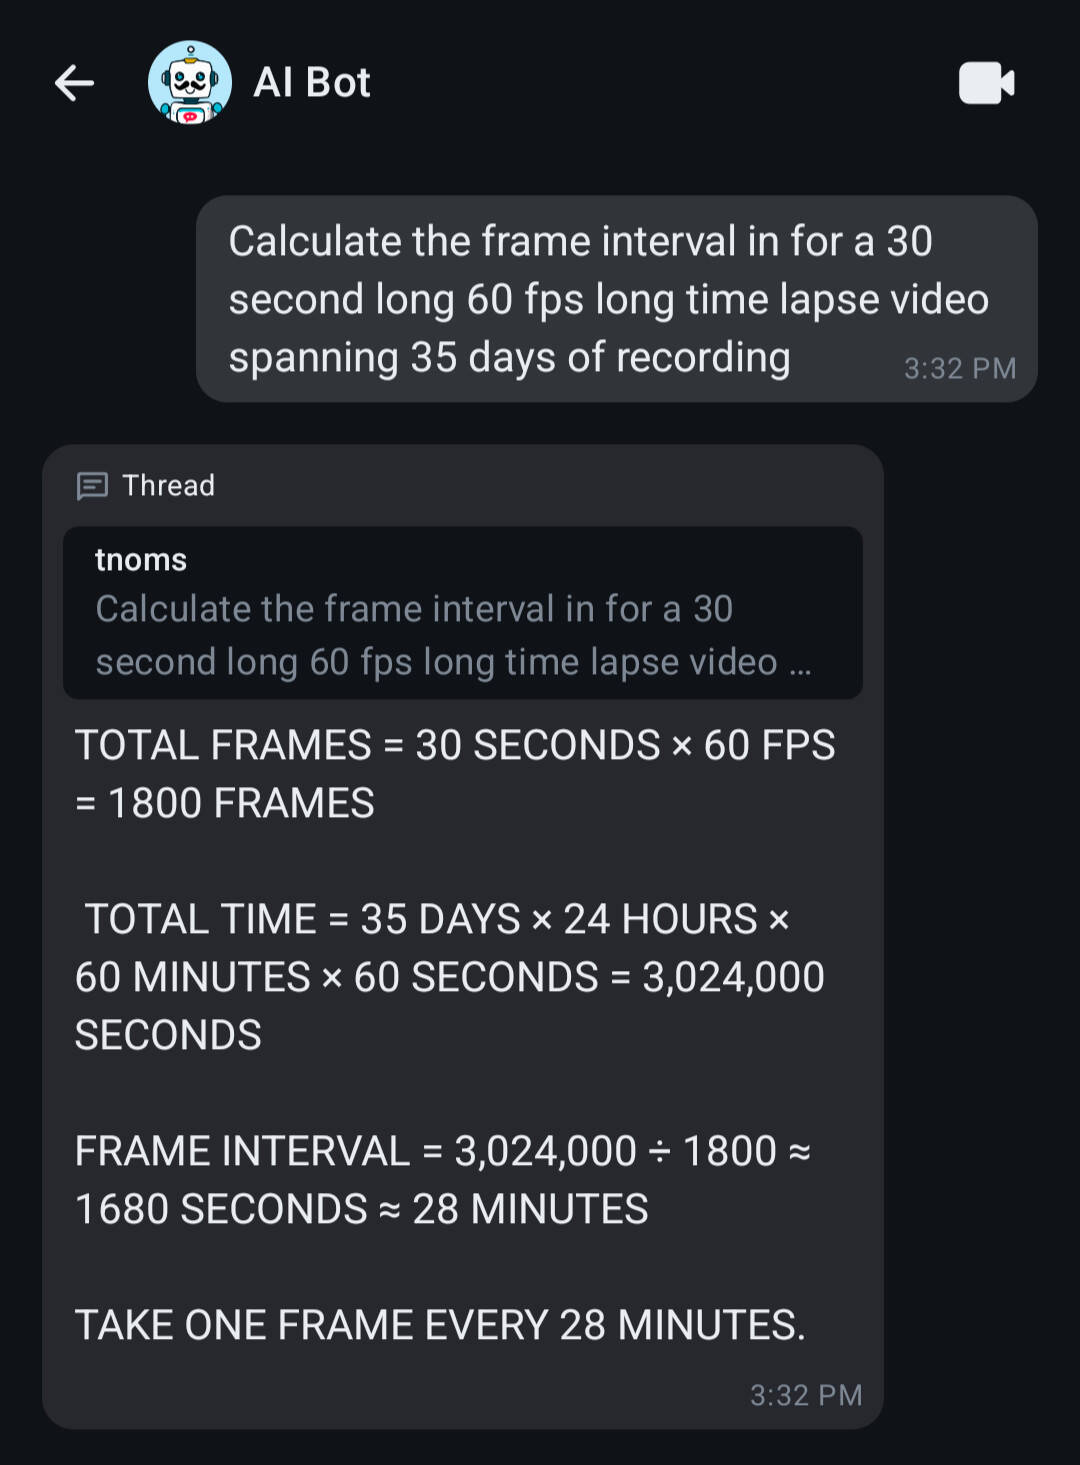 AI Bot
Calculate the frame interval in for a 30
second long 60 fps long time lapse video
spanning 35 days of recording
3:32 PM
Thread
tnoms
Calculate the frame interval in for a 30
second long 60 fps long time lapse video ...
TOTAL FRAMES = 30 SECONDS × 60 FPS
= 1800 FRAMES
TOTAL TIME = 35 DAYS × 24 HOURS ×
60 MINUTES × 60 SECONDS = 3,024,000
SECONDS
FRAME INTERVAL = 3,024,000 ÷ 1800 ≈
1680 SECONDS ≈ 28 MINUTES
TAKE ONE FRAME EVERY 28 MINUTES.
3:32 PM